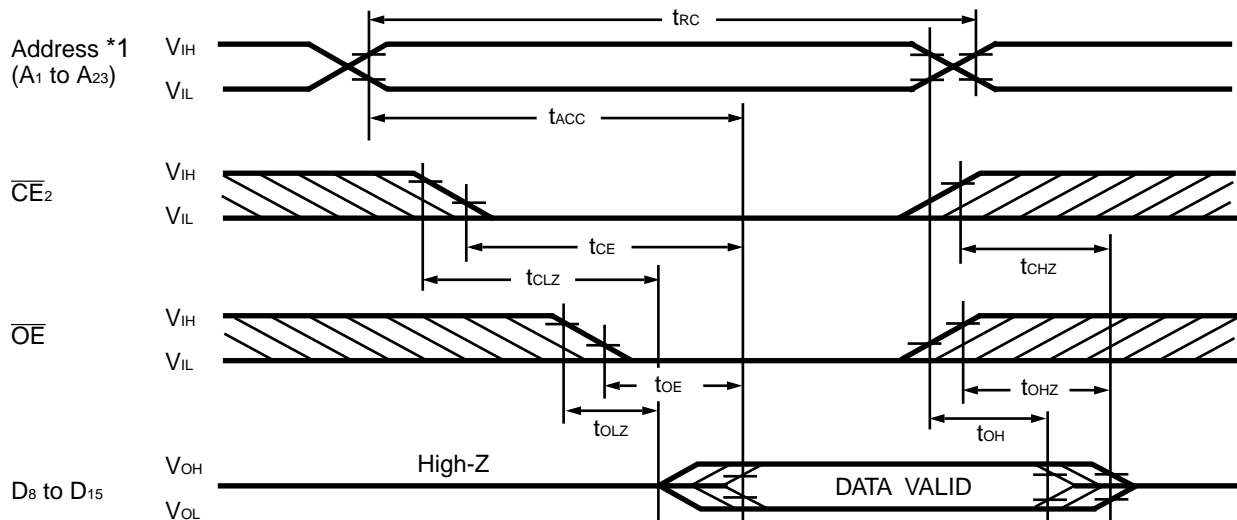 tRC
Address *1
(A1 to A23)
VIH
VIL
tACC
CE2
VIH
VIL
tCE
tCLZ
tCHZ
OE
VIH
VIL
tOE
tOLZ
tOHZ
tOH
D8 to D15
VOH
VOL
High-Z
DATA VALID